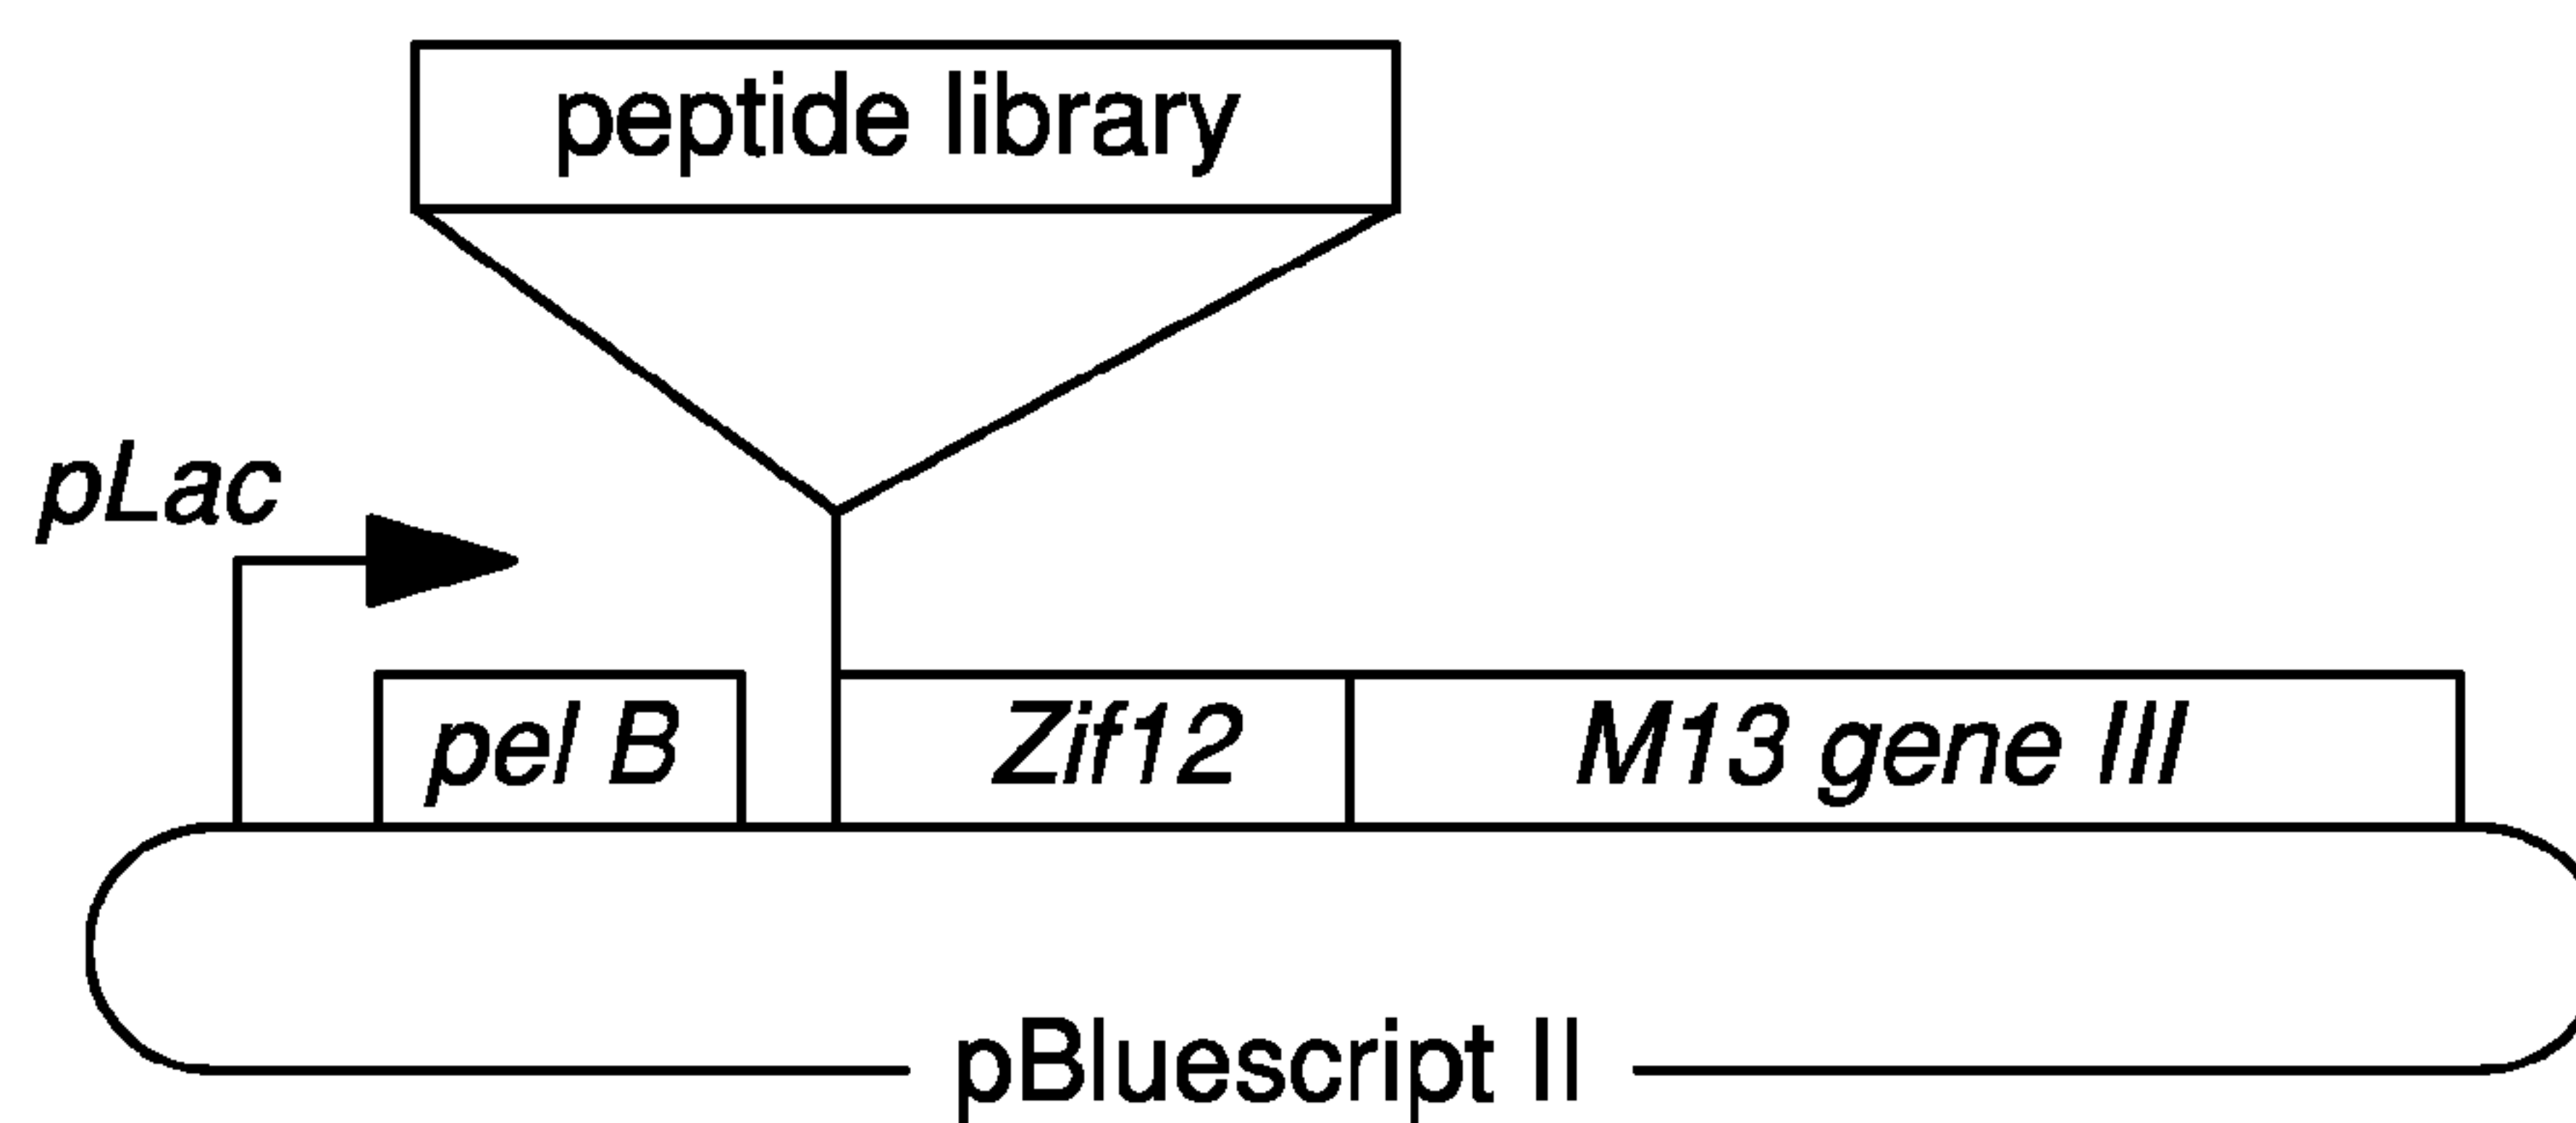 peptide library
pLac
pel B
Zif12
M13 gene III
pBluescript II